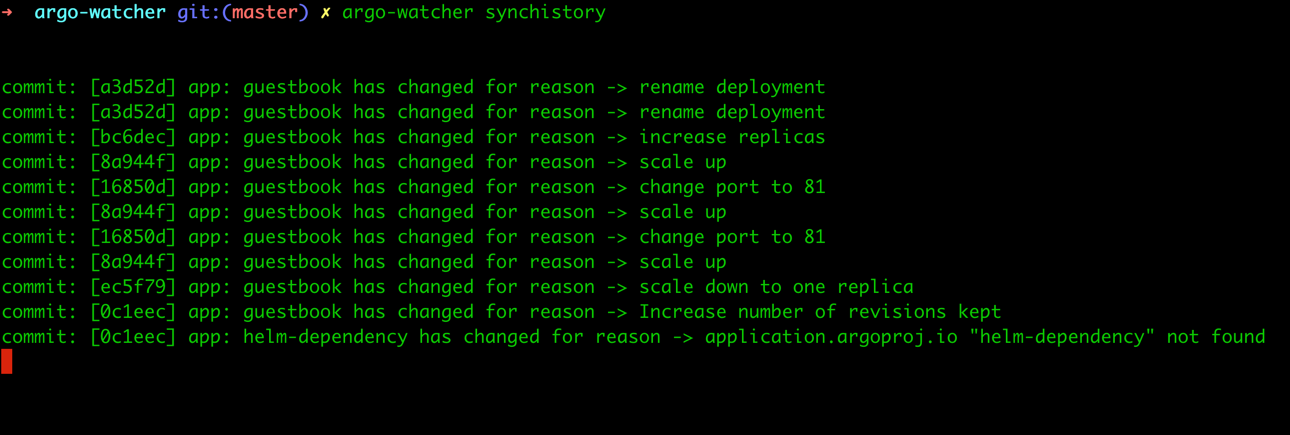 → argo-watcher git:(master) ✗ argo-watcher synchistory
commit: [a3d52d] app: guestbook has changed for reason -> rename deployment
commit: [a3d52d] app: guestbook has changed for reason -> rename deployment
commit: [bc6dec] app: guestbook has changed for reason -> increase replicas
commit: [8a944f] app: guestbook has changed for reason -> scale up
commit: [16850d] app: guestbook has changed for reason -> change port to 81
commit: [8a944f] app: guestbook has changed for reason -> scale up
commit: [16850d] app: guestbook has changed for reason -> change port to 81
commit: [8a944f] app: guestbook has changed for reason -> scale up
commit: [ec5f79] app: guestbook has changed for reason -> scale down to one replica
commit: [0c1eec] app: guestbook has changed for reason -> Increase number of revisions kept
commit: [0c1eec] app: helm-dependency has changed for reason -> application.argoproj.io "helm-dependency" not found